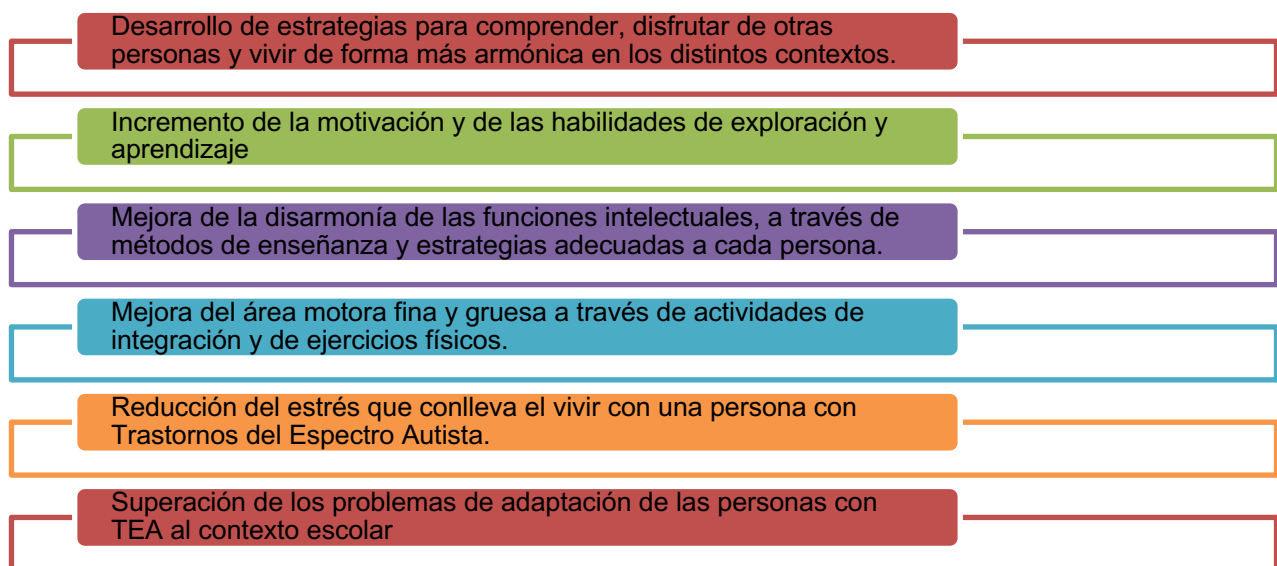 Desarrollo de estrategias para comprender, disfrutar de otras
personas y vivir de forma más armónica en los distintos contextos.
Incremento de la motivación y de las habilidades de exploración y
aprendizaje
Mejora de la disarmonía de las funciones intelectuales, a través de
métodos de enseñanza y estrategias adecuadas a cada persona.
Mejora del área motora fina y gruesa a través de actividades de
integración y de ejercicios físicos.
Reducción del estrés que conlleva el vivir con una persona con
Trastornos del Espectro Autista.
Superación de los problemas de adaptación de las personas con
TEA al contexto escolar